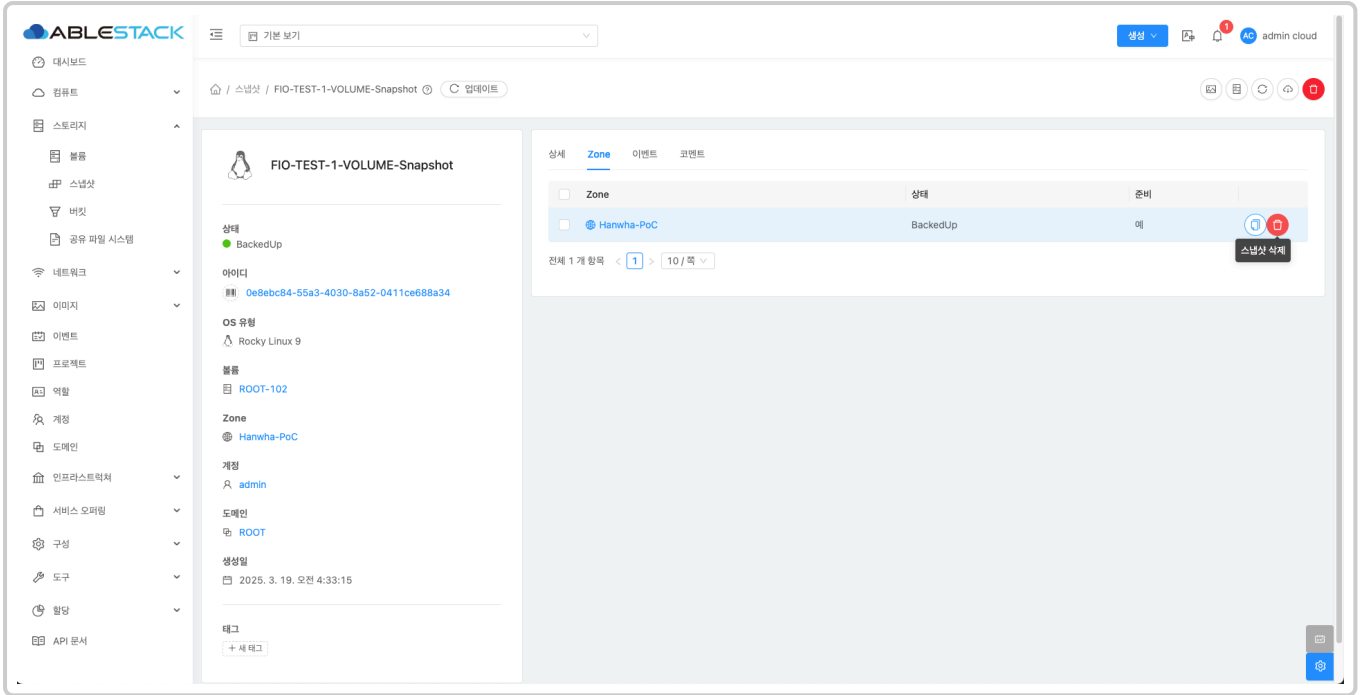 ABLESTACK
기본 보기
생성
1
AC
admin cloud
대시보드
컴퓨트
스토리지
볼륨
스냅샷
버킷
공유 파일 시스템
네트워크
이미지
이벤트
프로젝트
역할
계정
도메인
인프라스트럭쳐
서비스 오퍼링
구성
도구
할당
API 문서
/ 스냅샷 / FIO-TEST-1-VOLUME-Snapshot
업데이트
FIO-TEST-1-VOLUME-Snapshot
상태
BackedUp
아이디
0e8ebc84-55a3-4030-8a52-0411ce688a34
OS 유형
Rocky Linux 9
볼륨
ROOT-102
Zone
Hanwha-PoC
계정
admin
도메인
ROOT
생성일
2025. 3. 19. 오전 4:33:15
태그
+ 새 태그
상세 Zone 이벤트 코멘트
Zone 상태 준비
Hanwha-PoC BackedUp 예
스냅샷 삭제
전체 1 개 항목 < 1 > 10 / 쪽